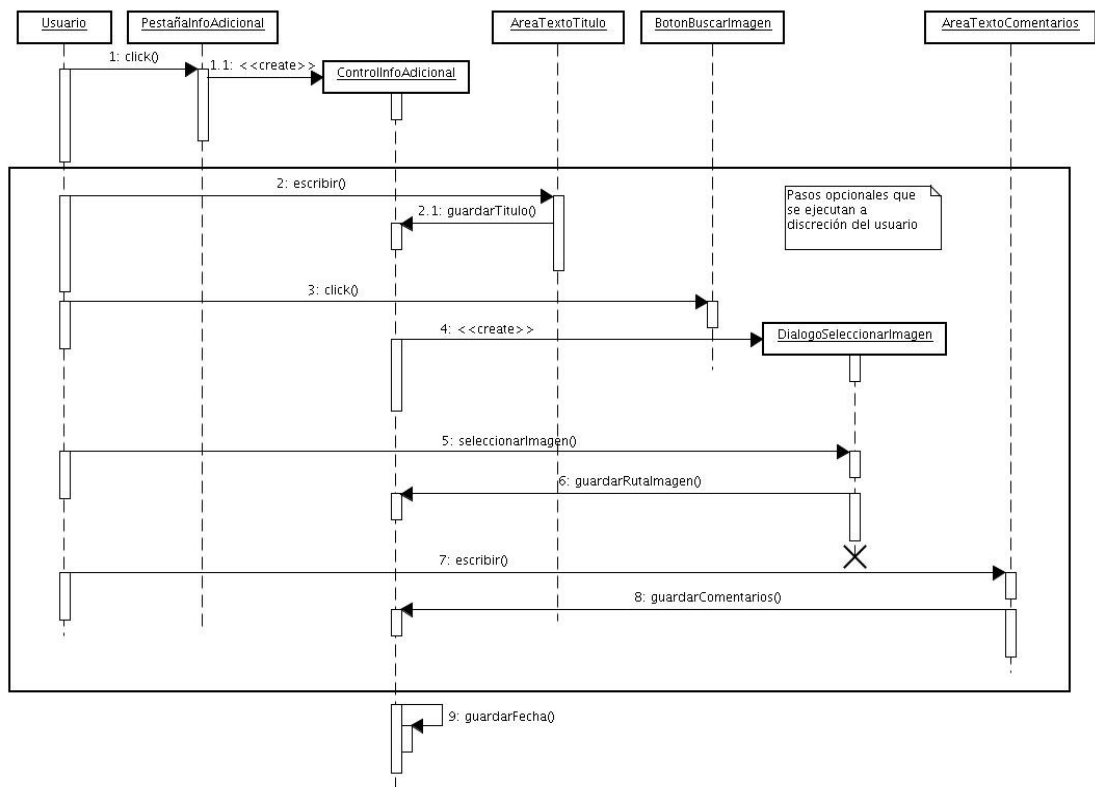 Usuario
PestañaInfoAdicional
AreaTextoTitulo
BotonBuscarImagen
AreaTextoComentarios
1: click()
1.1: <<create>>
ControlInfoAdicional
2: escribir()
Pasos opcionales que
se ejecutan a
discreción del usuario
2.1: guardarTitulo()
3: click()
4: <<create>>
DialogoSeleccionarImagen
5: seleccionarImagen()
6: guardarRutaImagen()
7: escribir()
8: guardarComentarios()
9: guardarFecha()